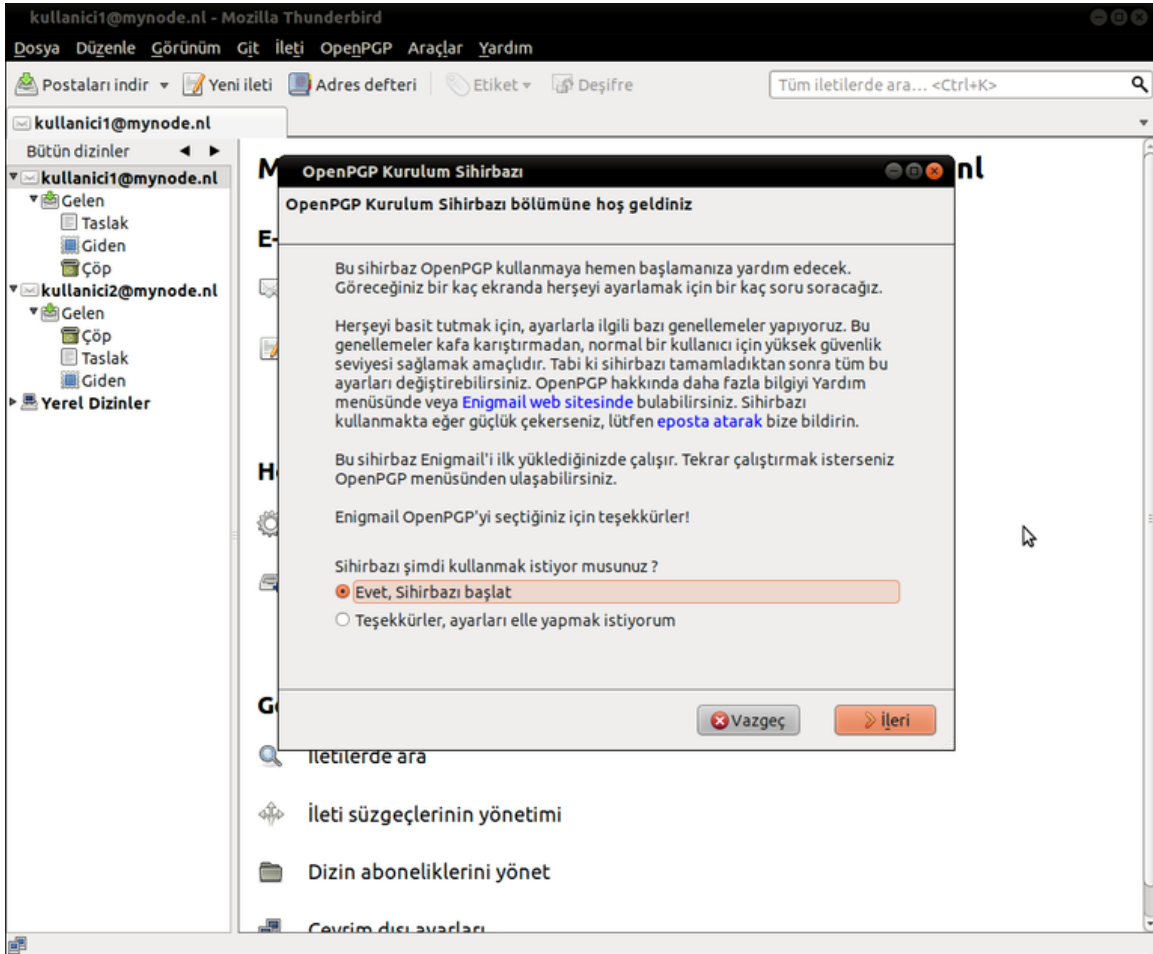 kullanici1@mynode.nl - Mozilla Thunderbird
Dosya Düzenle Görünüm Git İleti OpenPGP Araçlar Yardım
Postaları indir Yeni ileti Adres defteri Etiket Deşifre Tüm iletilerde ara... <Ctrl+K>
kullanici1@mynode.nl
Bütün dizinler
kullanici1@mynode.nl
Gelen
Taslak
Giden
Çöp
kullanici2@mynode.nl
Gelen
Çöp
Taslak
Giden
Yerel Dizinler
nl
OpenPGP Kurulum Sihirbazı
OpenPGP Kurulum Sihirbazı bölümüne hoş geldiniz
Bu sihirbaz OpenPGP kullanmaya hemen başlamanıza yardım edecek.
Göreceğiniz bir kaç ekranda herşeyi ayarlamak için bir kaç soru soracağız.
Herşeyi basit tutmak için, ayarlarla ilgili bazı genellemeler yapıyoruz. Bu
genellemeler kafa karıştırmadan, normal bir kullanıcı için yüksek güvenlik
seviyesi sağlamak amaçlıdır. Tabi ki sihirbazı tamamladıktan sonra tüm bu
ayarları değiştirebilirsiniz. OpenPGP hakkında daha fazla bilgiyi Yardım
menüsünde veya Enigmail web sitesinde bulabilirsiniz. Sihirbazı
kullanmakta eğer güçlük çekerseniz, lütfen eposta atarak bize bildirin.
Bu sihirbaz Enigmail'i ilk yüklediğinizde çalışır. Tekrar çalıştırmak isterseniz
OpenPGP menüsünden ulaşabilirsiniz.
Enigmail OpenPGP'yi seçtiğiniz için teşekkürler!
Sihirbazı şimdi kullanmak istiyor musunuz ?
Evet, Sihirbazı başlat
Teşekkürler, ayarları elle yapmak istiyorum
Vazgeç İleri
İletilerde ara
İleti süzgeçlerinin yönetimi
Dizin aboneliklerini yönet
Çevrim dışı ayarları